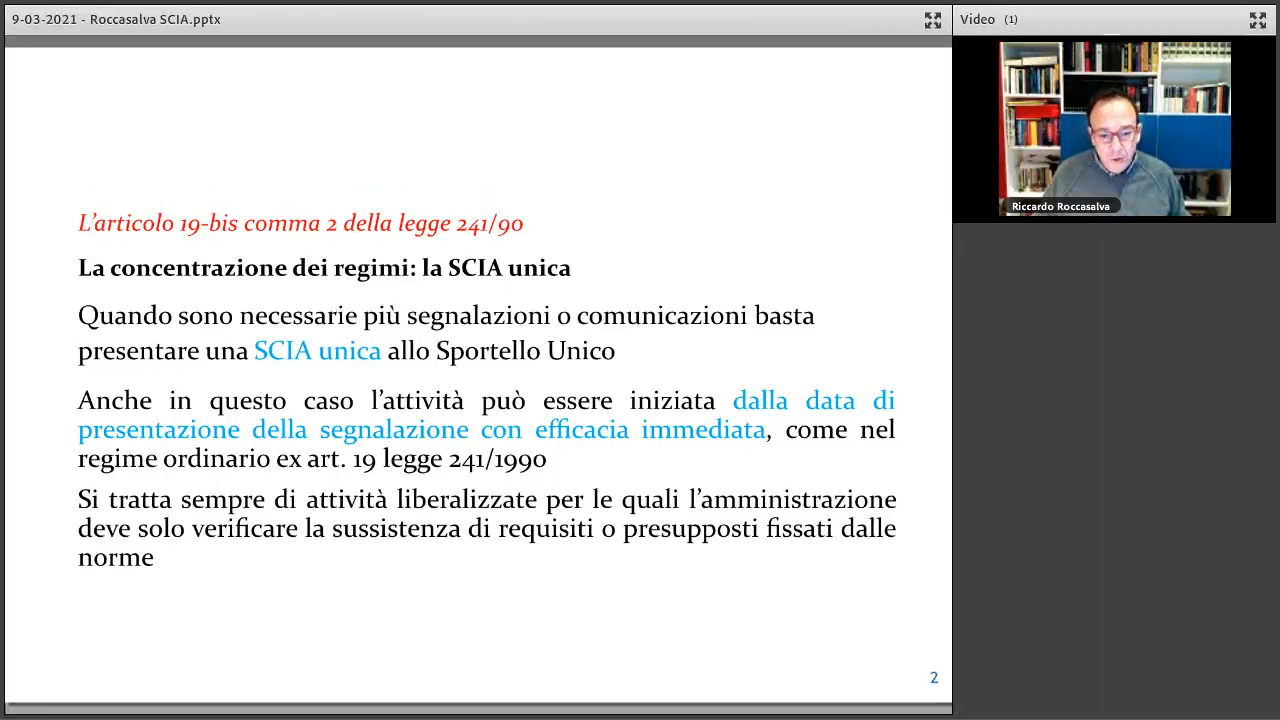 9-03-2021 - Roccasalva SCIA.pptx
Video (1)
Riccardo Roccasalva
L'articolo 19-bis comma 2 della legge 241/90
La concentrazione dei regimi: la SCIA unica
Quando sono necessarie più segnalazioni o comunicazioni basta
presentare una SCIA unica allo Sportello Unico
Anche in questo caso l'attività può essere iniziata dalla data di
presentazione della segnalazione con efficacia immediata, come nel
regime ordinario ex art. 19 legge 241/1990
Si tratta sempre di attività liberalizzate per le quali l'amministrazione
deve solo verificare la sussistenza di requisiti o presupposti fissati dalle
norme
2